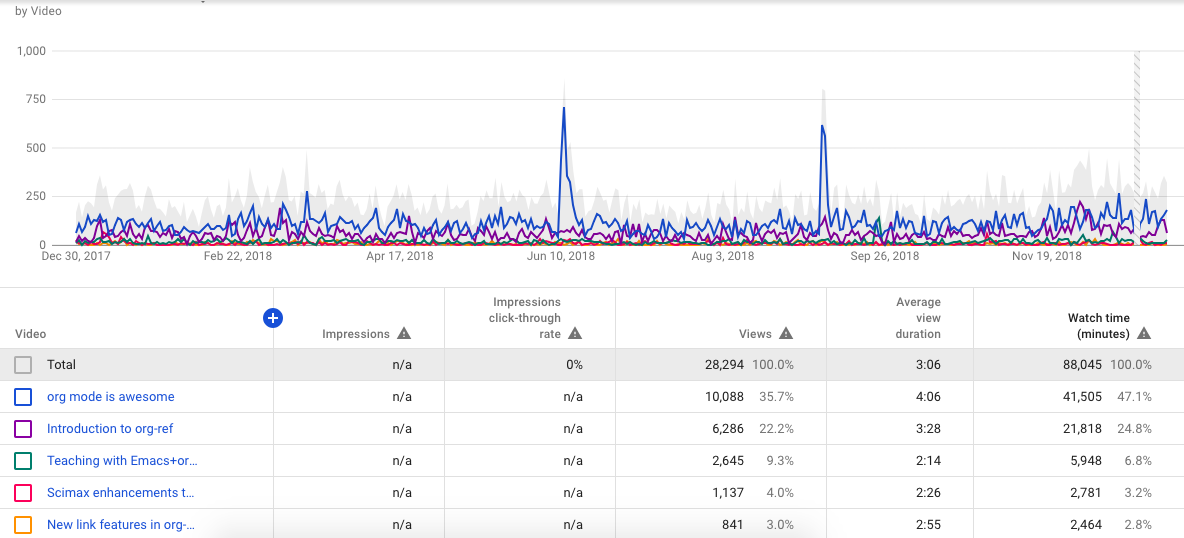 by Video
1,000
750
500
250
0
Dec 30, 2017 Feb 22, 2018 Apr 17, 2018 Jun 10, 2018 Aug 3, 2018 Sep 26, 2018 Nov 19, 2018
Video
Impressions
Impressions
click-through
rate
Views
Average
view
duration
Watch time
(minutes)
Total n/a 0% 28,294 100.0% 3:06 88,045 100.0%
org mode is awesome n/a n/a 10,088 35.7% 4:06 41,505 47.1%
Introduction to org-ref n/a n/a 6,286 22.2% 3:28 21,818 24.8%
Teaching with Emacs+or... n/a n/a 2,645 9.3% 2:14 5,948 6.8%
Scimax enhancements t... n/a n/a 1,137 4.0% 2:26 2,781 3.2%
New link features in org-... n/a n/a 841 3.0% 2:55 2,464 2.8%